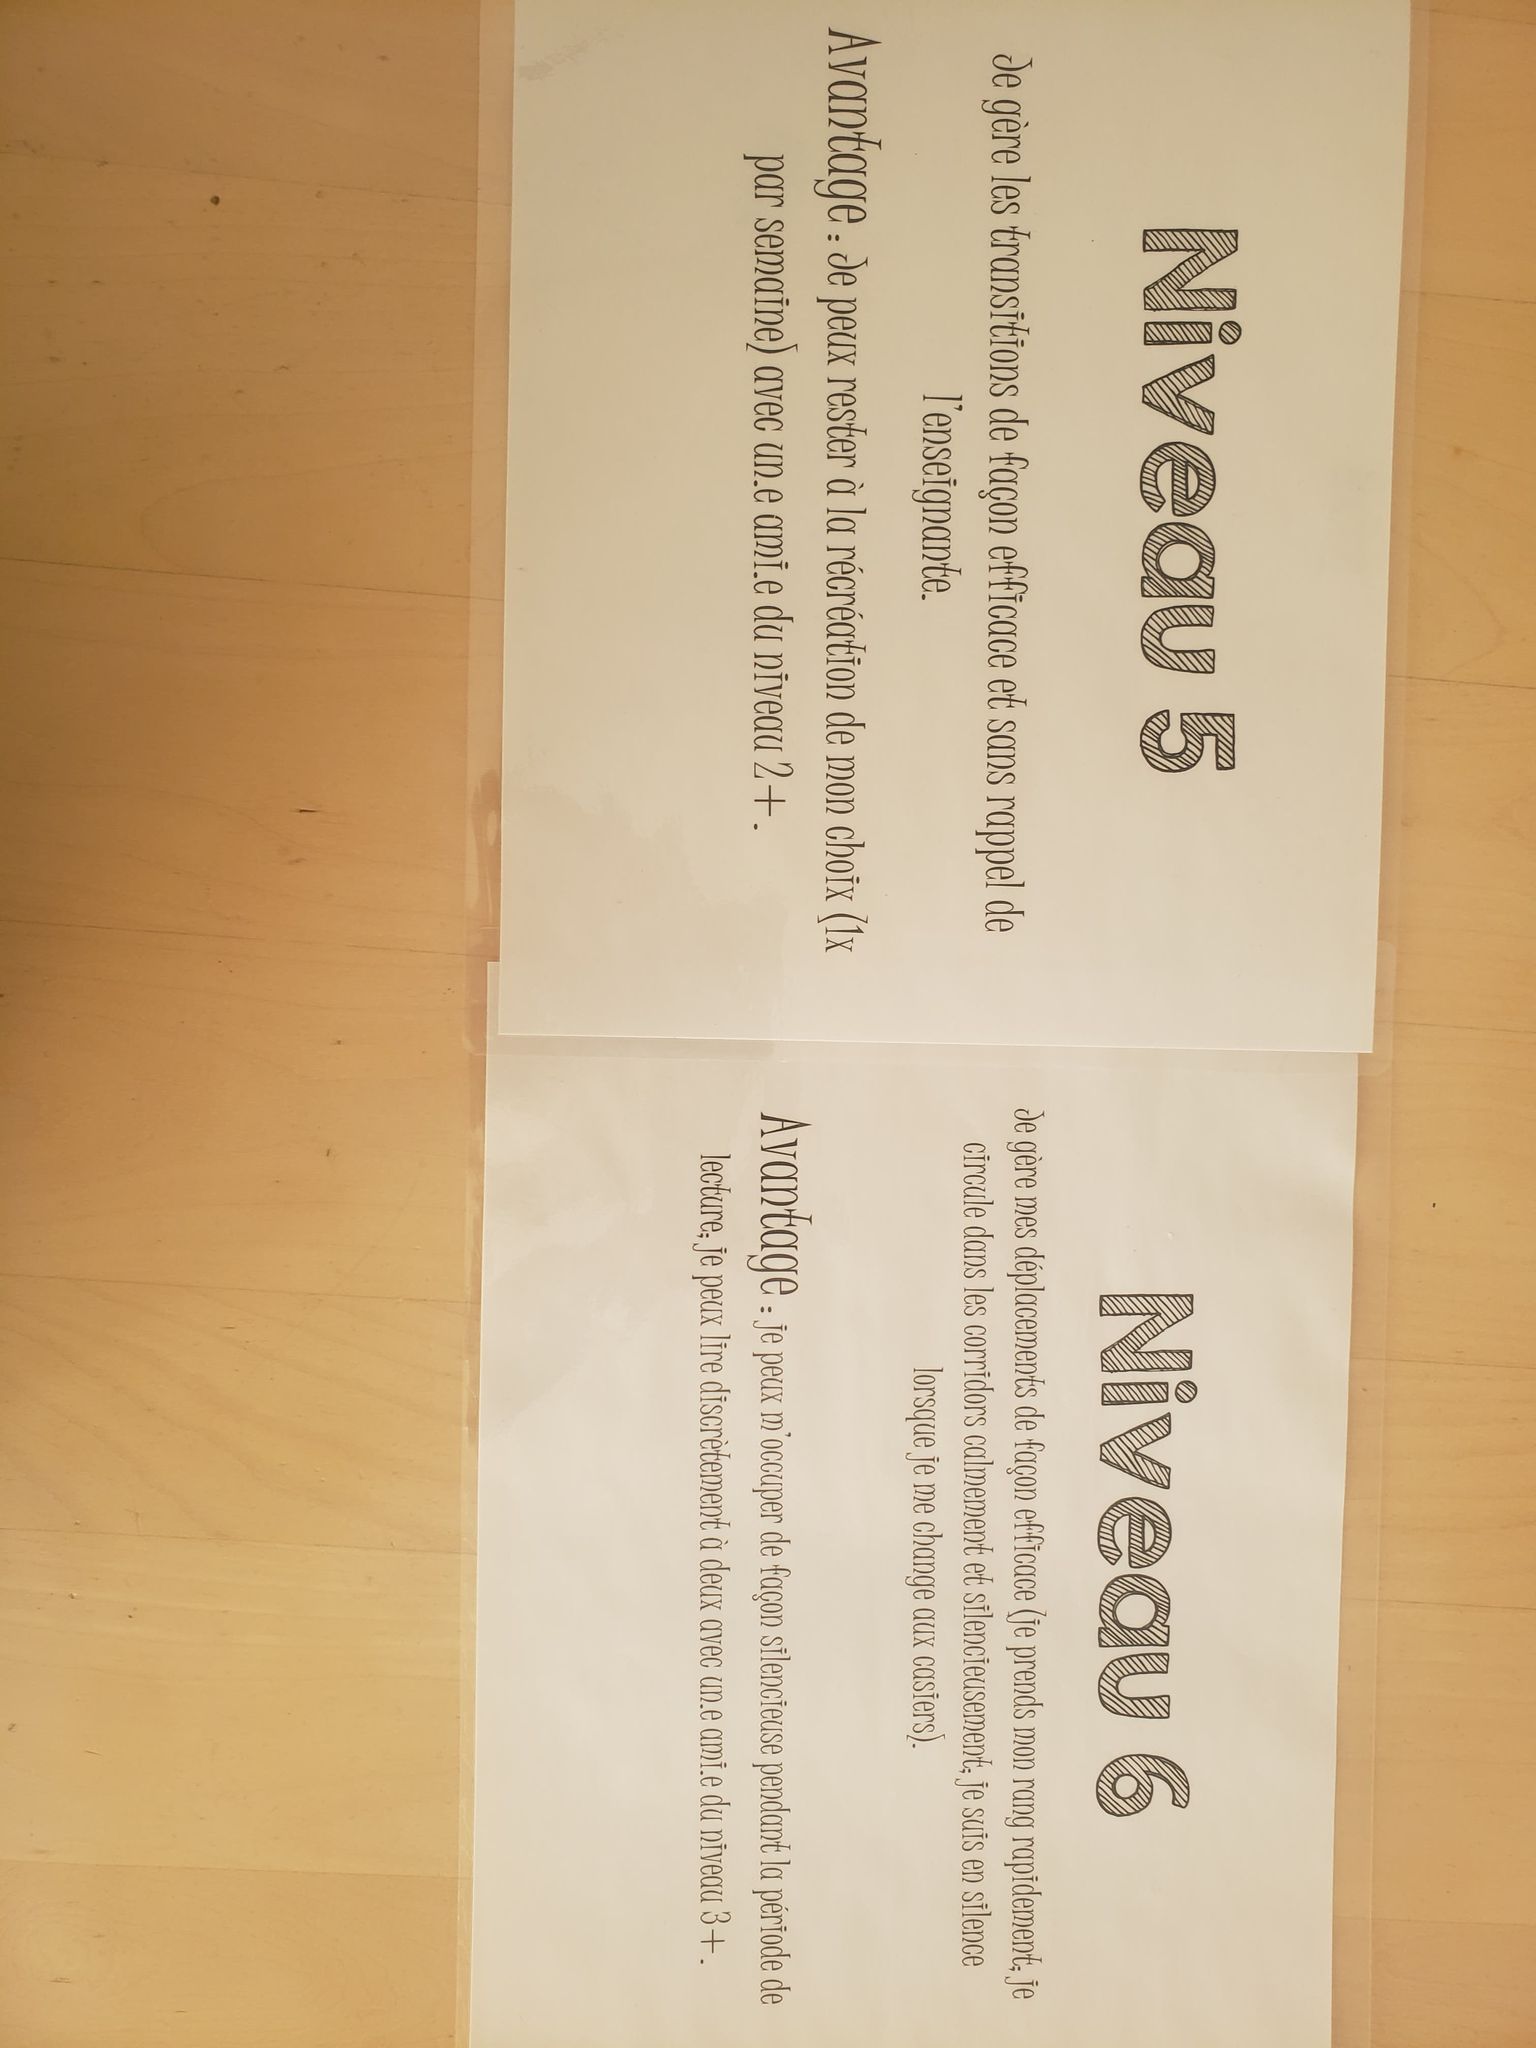 Niveau 5
Je gère les transitions de façon efficace et sans rappel de
l'enseignante.
Avantage : Je peux rester à la récréation de mon choix (1x
par semaine) avec un.e ami.e du niveau 2+.
Niveau 6
Je gère mes déplacements de façon efficace (je prends mon rang rapidement; je
circule dans les corridors calmement et silencieusement; je suis en silence
lorsque je me change aux casiers).
Avantage : je peux m'occuper de façon silencieuse pendant la période de
lecture; je peux lire discrètement à deux avec un.e ami.e du niveau 3+.